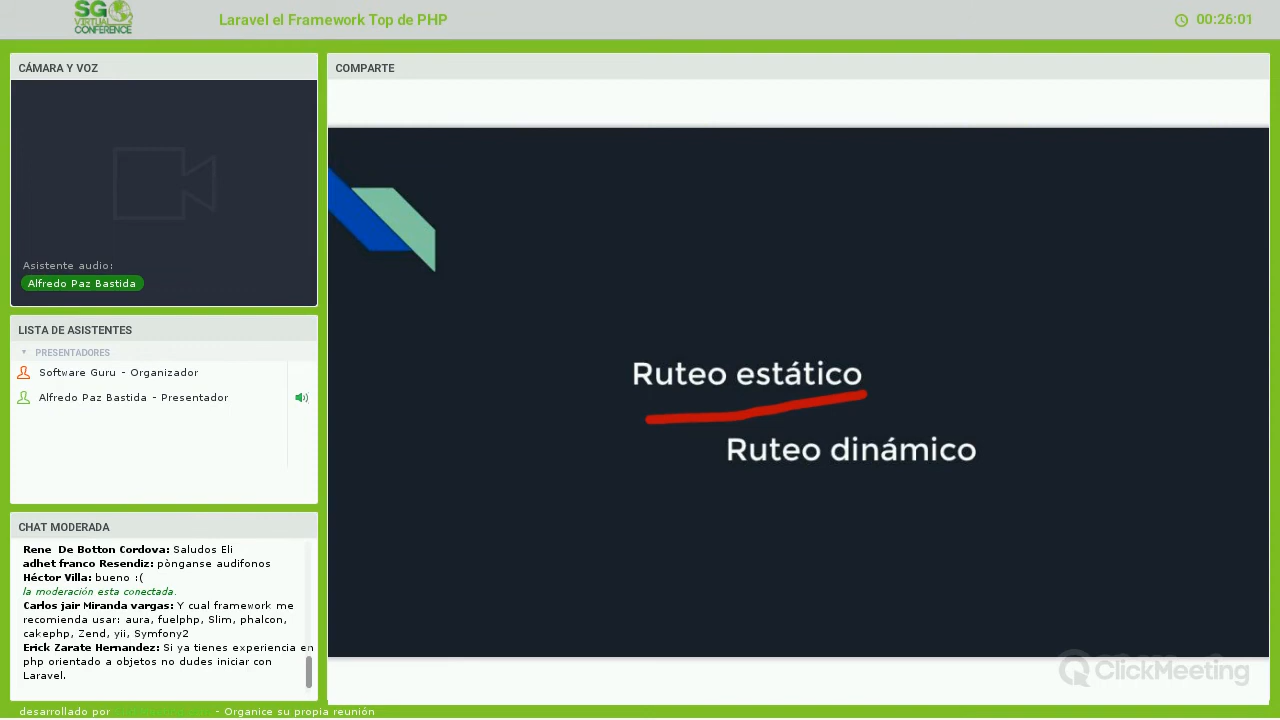 SG
VIRTUAL
CONFERENCE
Laravel el Framework Top de PHP
00:26:01
CÁMARA Y VOZ
Asistente audio:
Alfredo Paz Bastida
LISTA DE ASISTENTES
PRESENTADORES
Software Guru - Organizador
Alfredo Paz Bastida - Presentador
CHAT MODERADA
Rene De Botton Cordova: Saludos Eli
adhet franco Resendiz: pònganse audifonos
Héctor Villa: bueno :(
la moderación esta conectada.
Carlos jair Miranda vargas: Y cual framework me
recomienda usar: aura, fuelphp, Slim, phalcon,
cakephp, Zend, yii, Symfony2
Erick Zarate Hernandez: Si ya tienes experiencia en
php orientado a objetos no dudes iniciar con
Laravel.
COMPARTE
Ruteo estático
Ruteo dinámico
ClickMeeting
desarrollado por - Organice su propia reunión